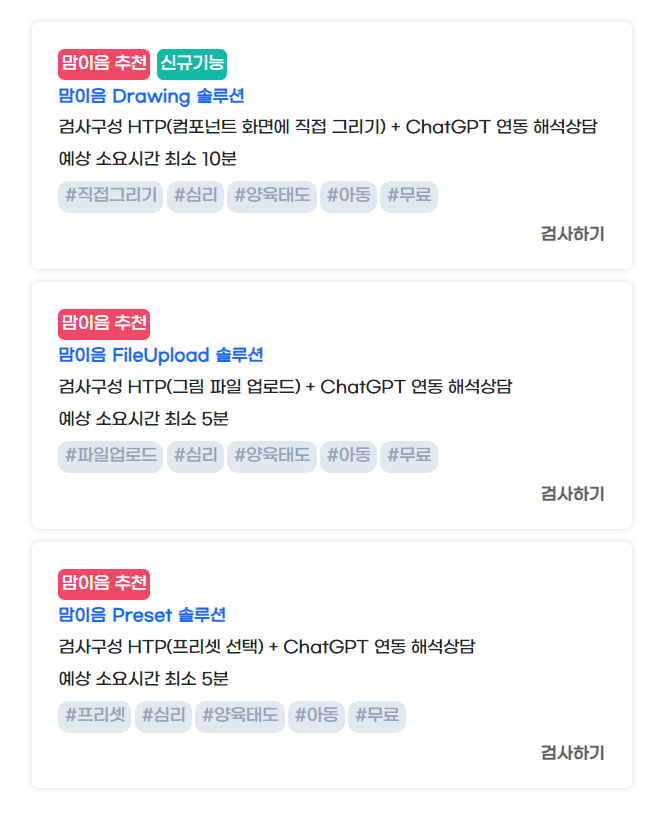 맘이음 추천 신규기능
맘이음 Drawing 솔루션
검사구성 HTP(컴포넌트 화면에 직접 그리기) + ChatGPT 연동 해석상담
예상 소요시간 최소 10분
#직접그리기 #심리 #양육태도 #아동 #무료
검사하기
맘이음 추천
맘이음 FileUpload 솔루션
검사구성 HTP(그림 파일 업로드) + ChatGPT 연동 해석상담
예상 소요시간 최소 5분
#파일업로드 #심리 #양육태도 #아동 #무료
검사하기
맘이음 추천
맘이음 Preset 솔루션
검사구성 HTP(프리셋 선택) + ChatGPT 연동 해석상담
예상 소요시간 최소 5분
#프리셋 #심리 #양육태도 #아동 #무료
검사하기